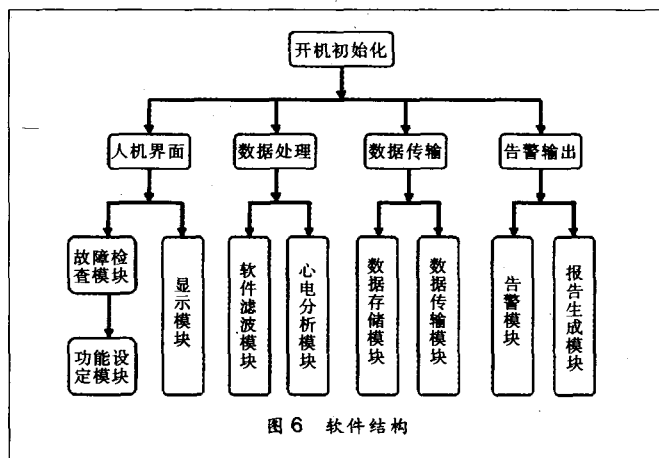 开机初始化
人机界面
数据处理
数据传输
告警输出
故障检
查模块
功能设
定模块
显示模块
软件滤波模块
心电分析模块
数据存储模块
数据传输模块
告警模块
报告生成模块
图6 软件结构